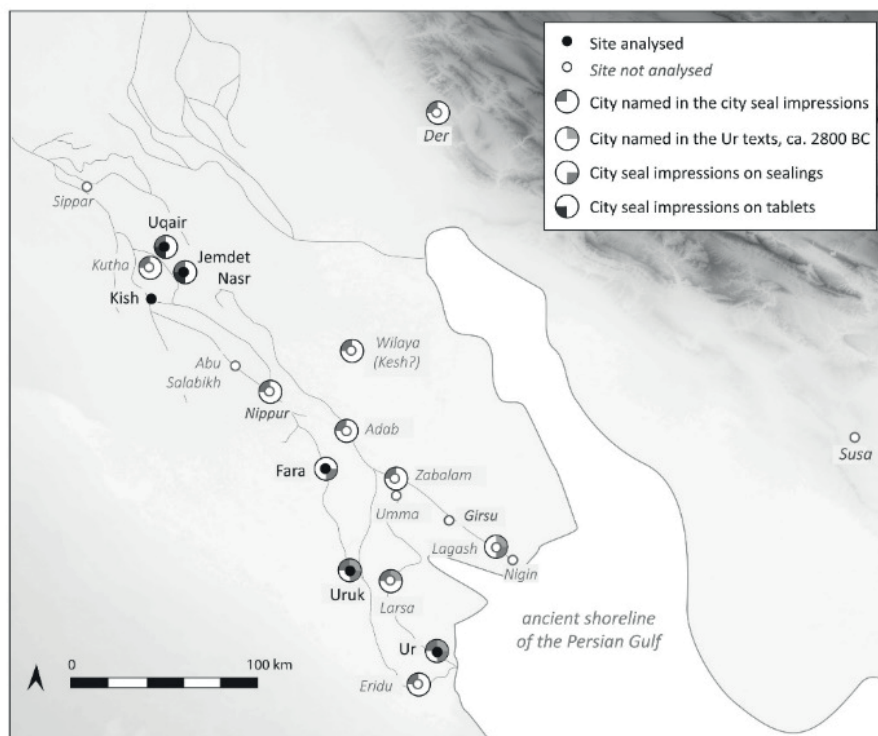 Site analysed
Site not analysed
City named in the city seal impressions
City named in the Ur texts, ca. 2800 BC
City seal impressions on sealings
City seal impressions on tablets
Der
Sippar
Uqair
Kutha
Jemdet
Nasr
Kish
Wilaya
(Kesh?)
Abu
Salabikh
Nippur
Adab
Fara
Zabalam
Susa
Umma
Girsu
Lagash
Nigin
Uruk
Larsa
ancient shoreline
of the Persian Gulf
Ur
Eridu
0
100 km